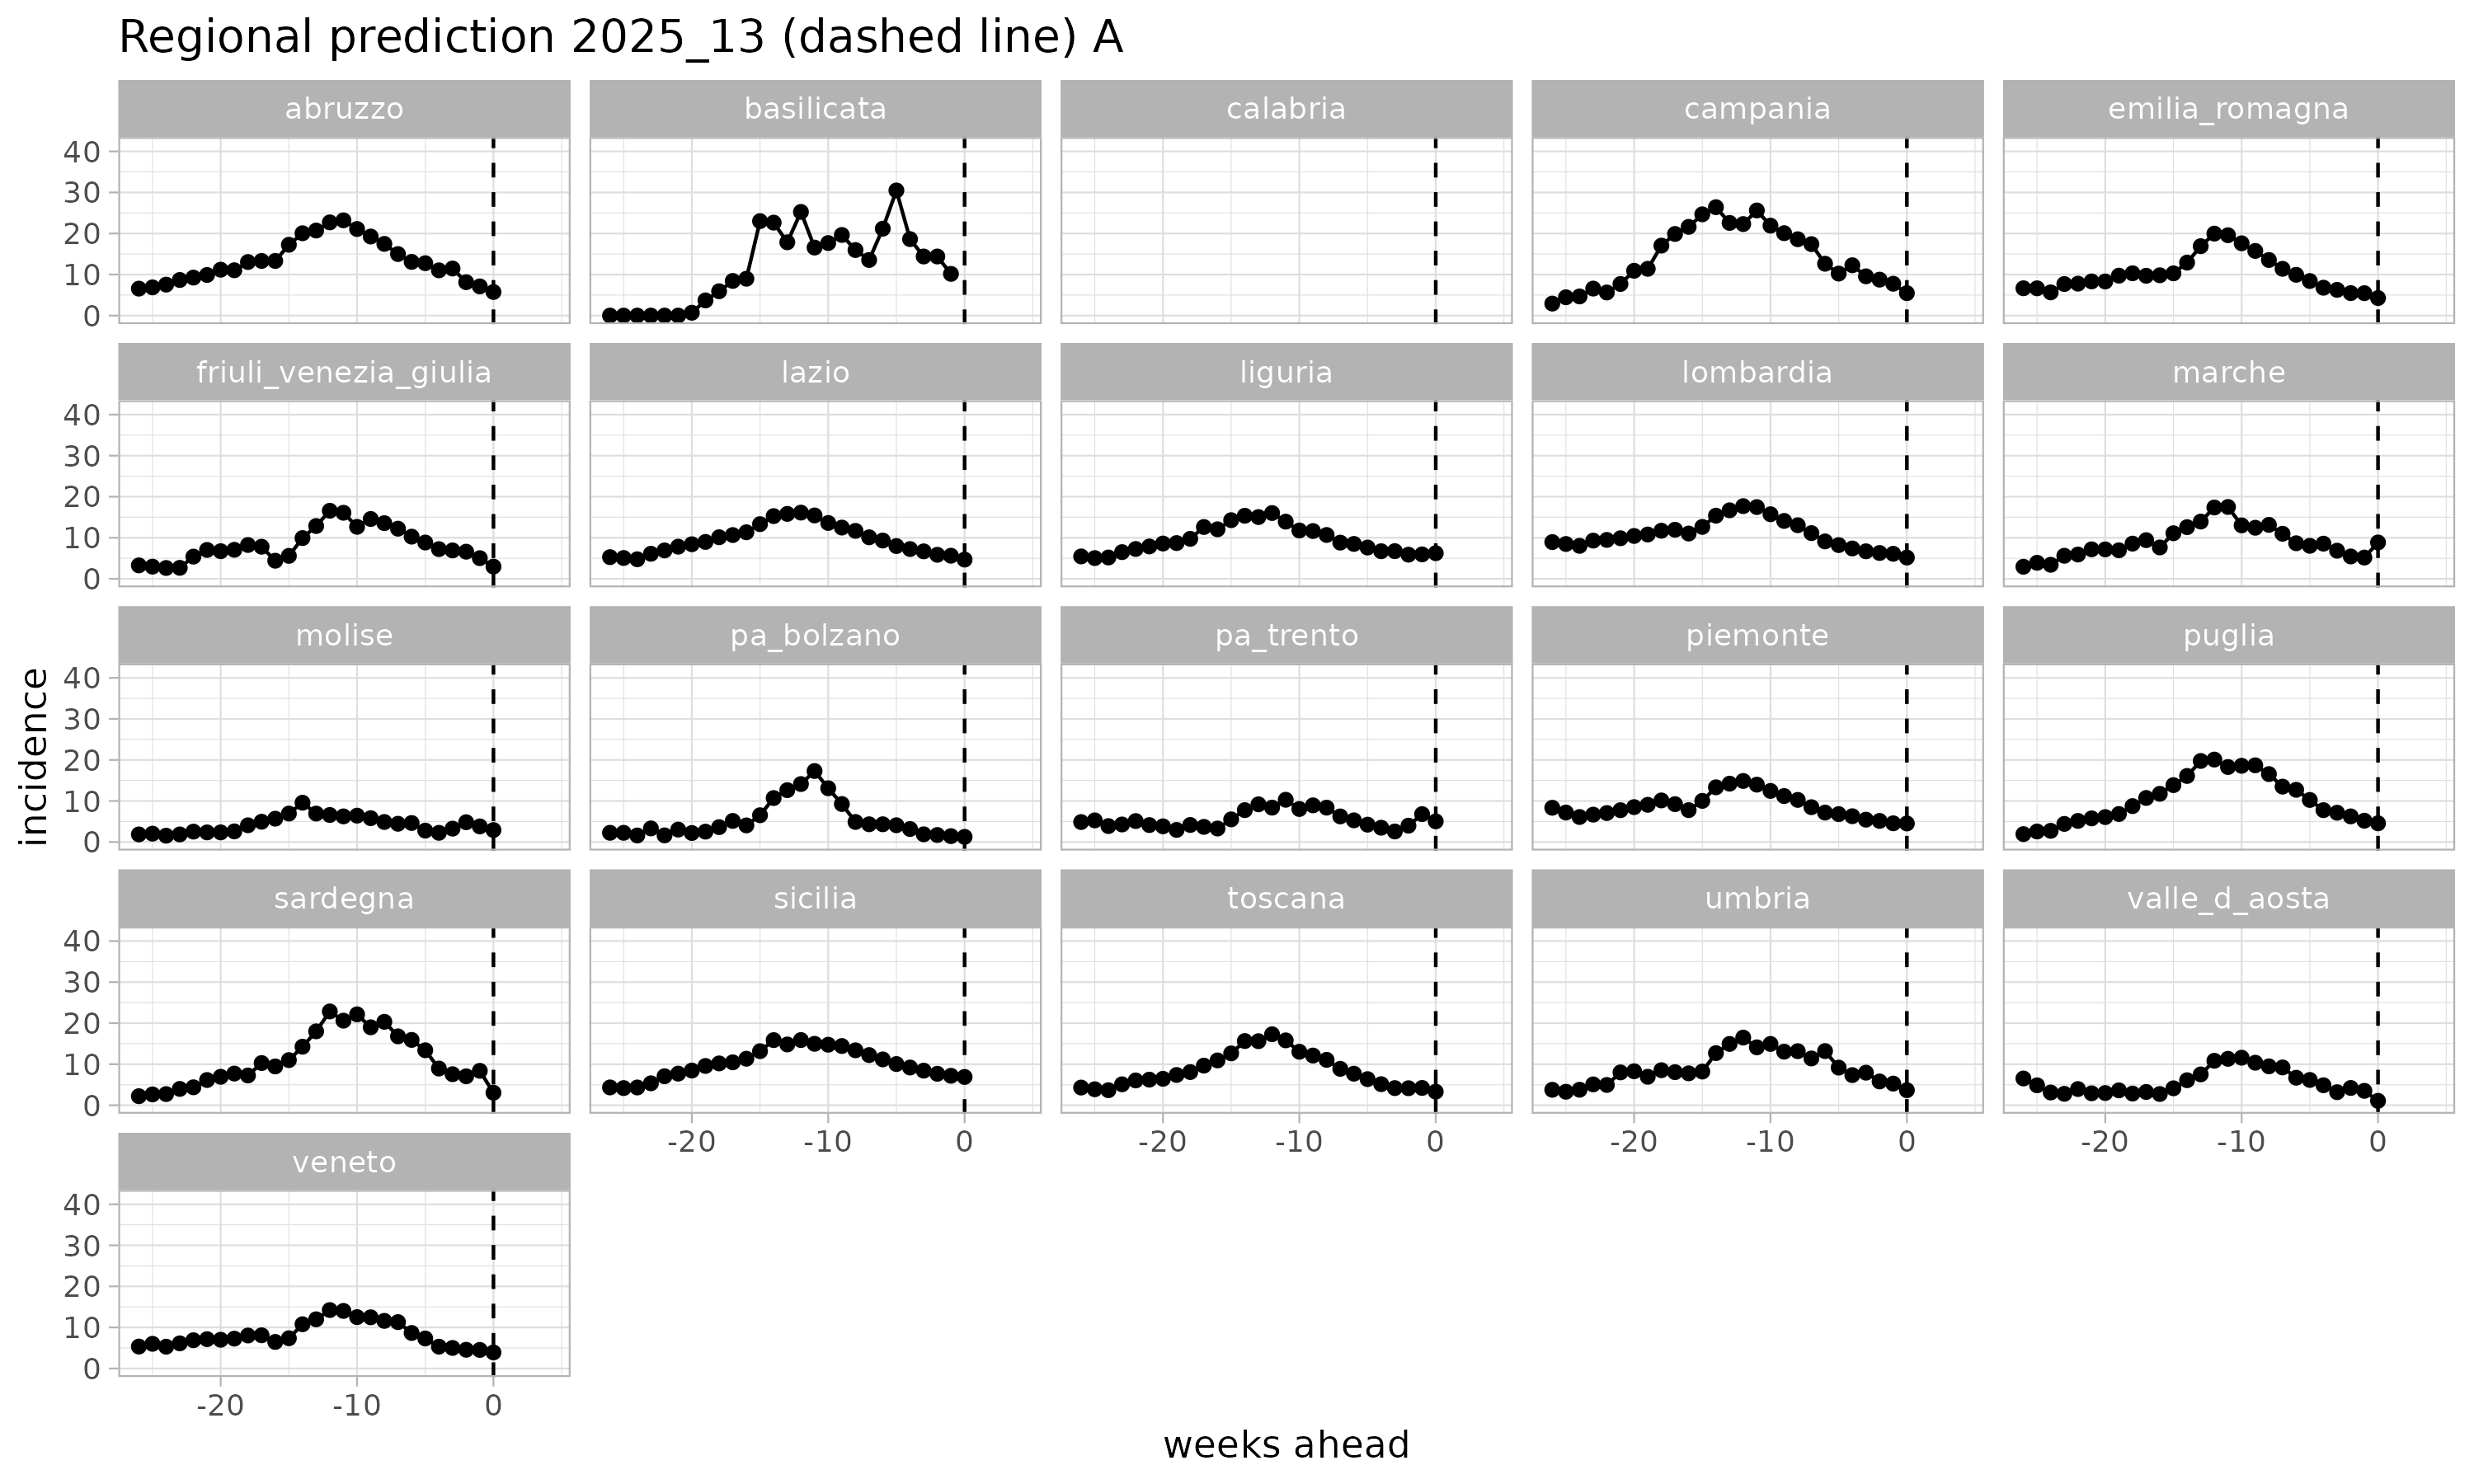 Regional prediction 2025_13 (dashed line) A
abruzzo basilicata calabria campania emilia_romagna
40
30
20
10
0
friuli_venezia_giulia lazio liguria lombardia marche
40
30
20
10
0
molise pa_bolzano pa_trento piemonte puglia
40
30
20
10
0
incidence
sardegna sicilia toscana umbria valle_d_aosta
40
30
20
10
0
-20 -10 0 -20 -10 0 -20 -10 0 -20 -10 0
veneto
40
30
20
10
0
-20 -10 0
weeks ahead